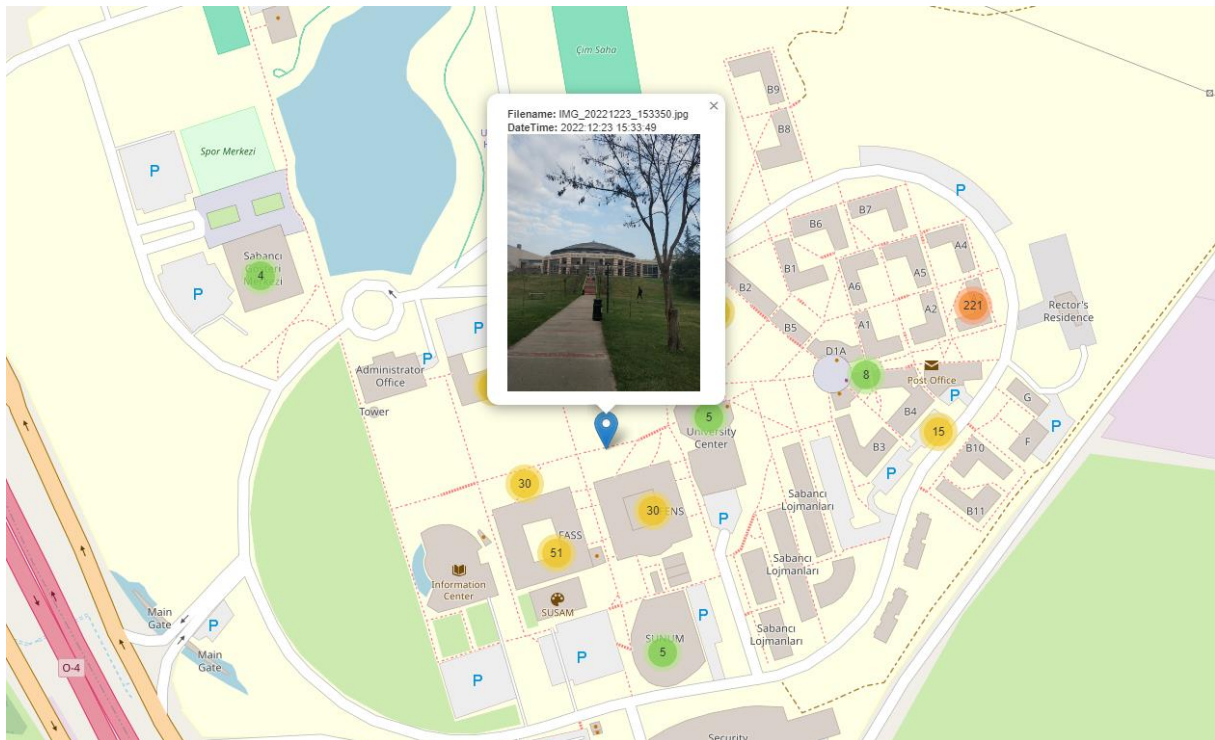 Çim Saha
B9
B8
Filename: IMG_20221223_153350.jpg
DateTime: 2022:12:23 15:33:49
×
Spor Merkezi
P
P
B7
B6
A4
Sabancı
4
B1
A5
P
B2
A6
221
Rector's
Residence
P
B5
A1
A2
D1A
P
Administrator
Office
8
Post Office
P
G
Tower
5
University
Center
B4
15
P
F
B3
B10
P
30
Sabancı
Lojmanları
B11
30
ENS
P
FASS
51
Sabancı
Lojmanları
Information
Center
SUSAM
Main
Gate
P
Sabancı
Lojmanları
Main
Gate
5
P
P
P
O-4
Security